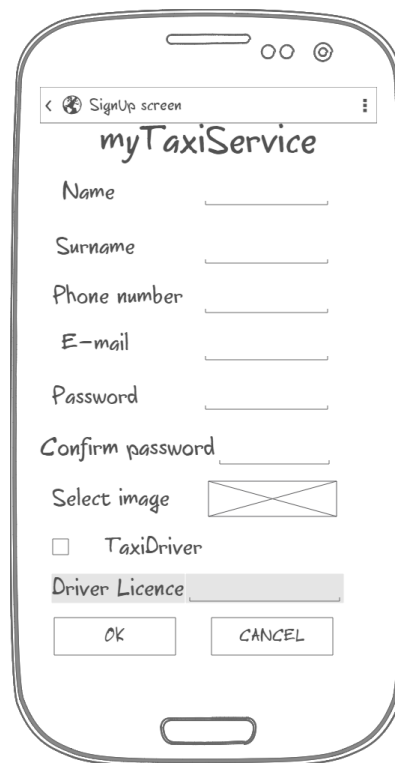 SignUp screen
myTaxiService
Name
Surname
Phone number
E-mail
Password
Confirm password
Select image
TaxiDriver
Driver Licence
OK CANCEL